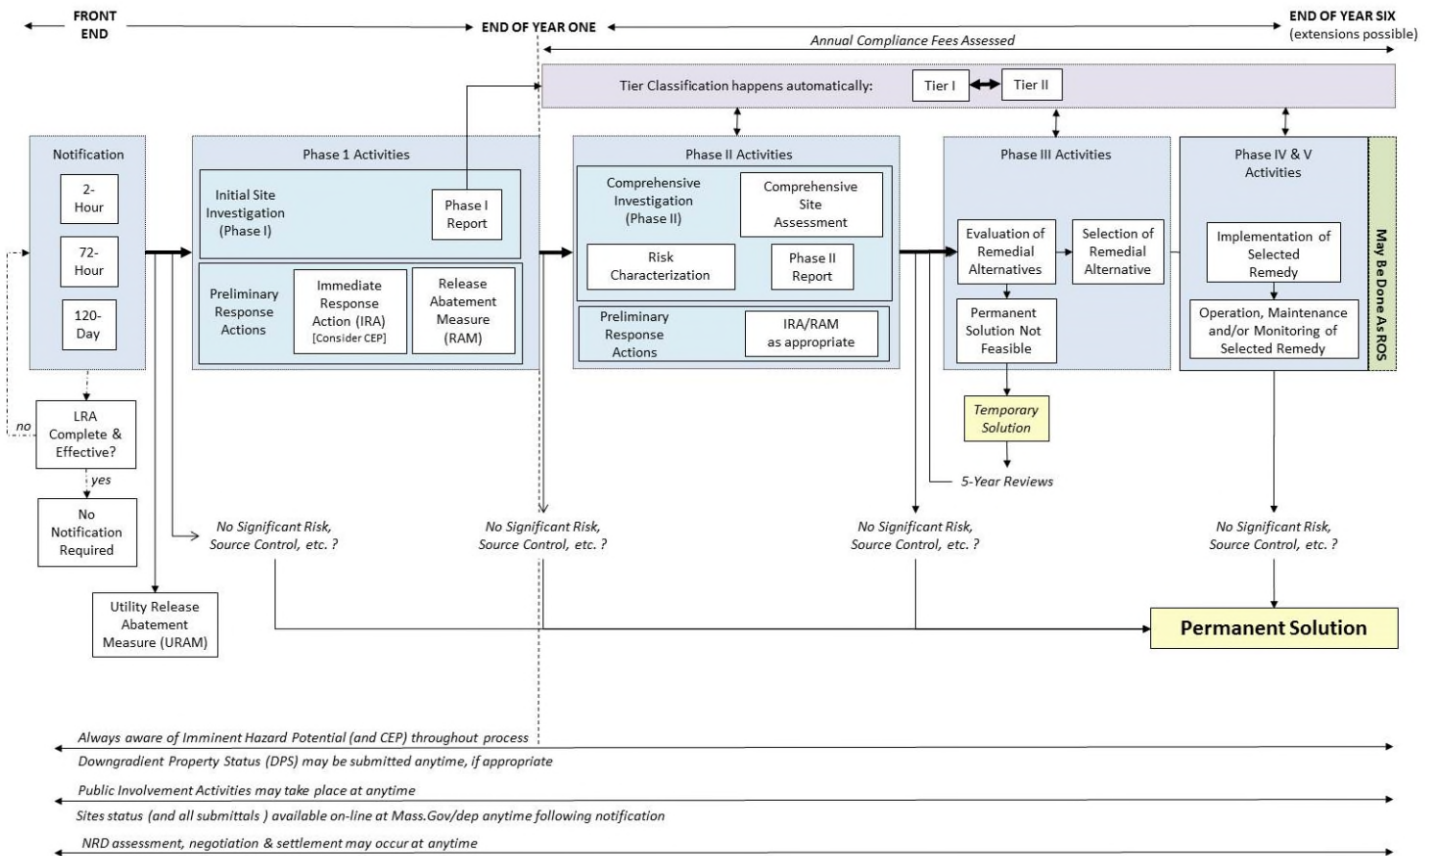 FRONT
END
END OF YEAR ONE
END OF YEAR SIX
(extensions possible)
Annual Compliance Fees Assessed
Tier Classification happens automatically:
Tier I
Tier II
Notification
2-
Hour
72-
Hour
120-
Day
LRA
Complete &
Effective?
no
yes
No
Notification
Required
Utility Release
Abatement
Measure (URAM)
Phase 1 Activities
Initial Site
Investigation
(Phase I)
Phase I
Report
Preliminary
Response
Actions
Immediate
Response
Action (IRA)
[Consider CEP]
Release
Abatement
Measure
(RAM)
Phase II Activities
Comprehensive
Investigation
(Phase II)
Comprehensive
Site
Assessment
Risk
Characterization
Phase II
Report
Preliminary
Response
Actions
IRA/RAM
as appropriate
Phase III Activities
Evaluation of
Remedial
Alternatives
Selection of
Remedial
Alternative
Permanent
Solution Not
Feasible
Temporary
Solution
5-Year Reviews
Phase IV & V
Activities
Implementation of
Selected
Remedy
Operation, Maintenance
and/or Monitoring of
Selected Remedy
May Be Done As ROS
No Significant Risk,
Source Control, etc. ?
No Significant Risk,
Source Control, etc. ?
No Significant Risk,
Source Control, etc. ?
No Significant Risk,
Source Control, etc. ?
Permanent Solution
Always aware of Imminent Hazard Potential (and CEP) throughout process
Downgradient Property Status (DPS) may be submitted anytime, if appropriate
Public Involvement Activities may take place at anytime
Sites status (and all submittals ) available on-line at Mass.Gov/dep anytime following notification
NRD assessment, negotiation & settlement may occur at anytime